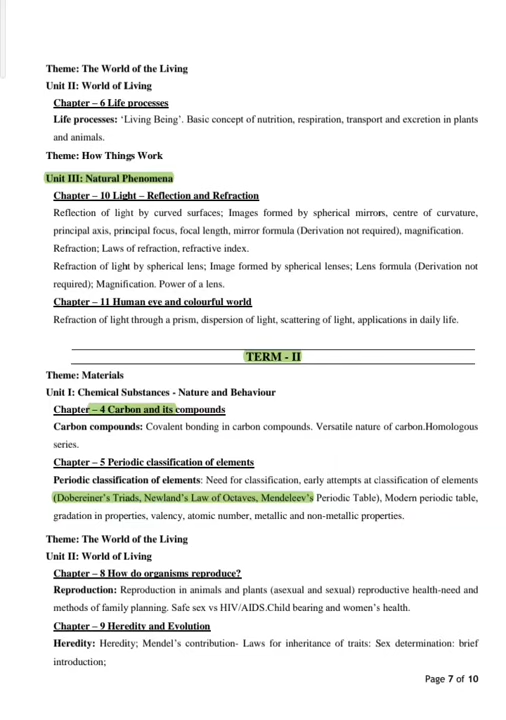 Theme: The World of the Living
Unit II: World of Living
Chapter – 6 Life processes
Life processes: ‘Living Being’. Basic concept of nutrition, respiration, transport and excretion in plants
and animals.
Theme: How Things Work
Unit III: Natural Phenomena
Chapter – 10 Light – Reflection and Refraction
Reflection of light by curved surfaces; Images formed by spherical mirrors, centre of curvature,
principal axis, principal focus, focal length, mirror formula (Derivation not required), magnification.
Refraction; Laws of refraction, refractive index.
Refraction of light by spherical lens; Image formed by spherical lenses; Lens formula (Derivation not
required); Magnification. Power of a lens.
Chapter – 11 Human eye and colourful world
Refraction of light through a prism, dispersion of light, scattering of light, applications in daily life.
TERM - II
Theme: Materials
Unit I: Chemical Substances - Nature and Behaviour
Chapter – 4 Carbon and its compounds
Carbon compounds: Covalent bonding in carbon compounds. Versatile nature of carbon.Homologous
series.
Chapter – 5 Periodic classification of elements
Periodic classification of elements: Need for classification, early attempts at classification of elements
(Dobereiner’s Triads, Newland’s Law of Octaves, Mendeleev’s Periodic Table), Modern periodic table,
gradation in properties, valency, atomic number, metallic and non-metallic properties.
Theme: The World of the Living
Unit II: World of Living
Chapter – 8 How do organisms reproduce?
Reproduction: Reproduction in animals and plants (asexual and sexual) reproductive health-need and
methods of family planning. Safe sex vs HIV/AIDS.Child bearing and women’s health.
Chapter – 9 Heredity and Evolution
Heredity: Heredity; Mendel’s contribution- Laws for inheritance of traits: Sex determination: brief
introduction;
Page 7 of 10